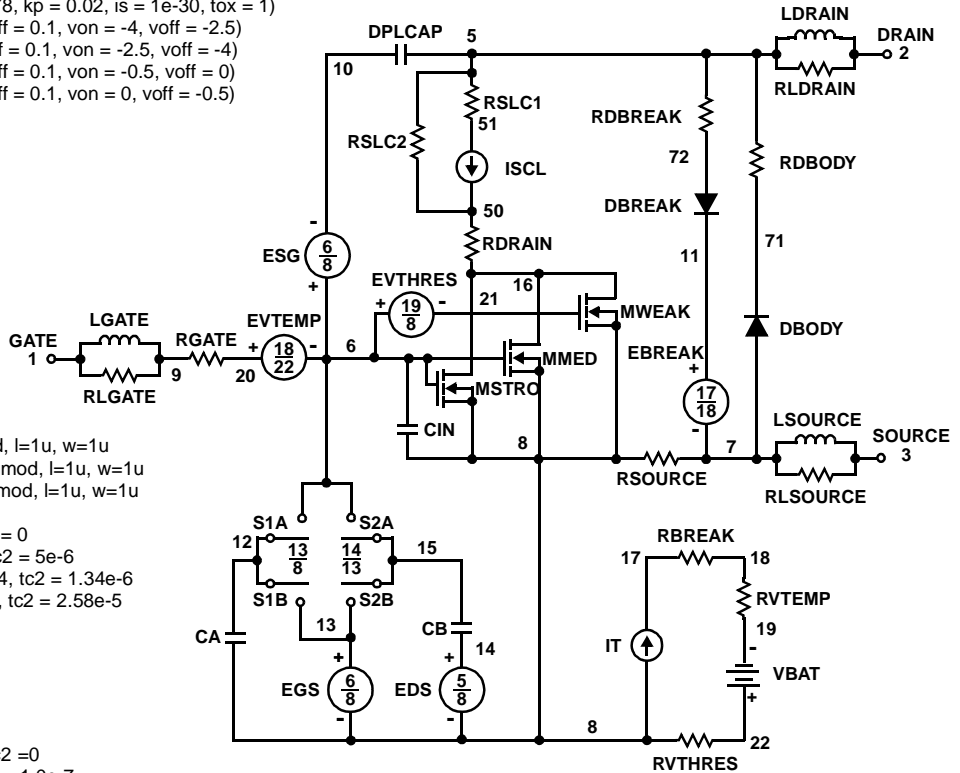 78, kp = 0.02, is = 1e-30, tox = 1)
ff = 0.1, von = -4, voff = -2.5)
f = 0.1, von = -2.5, voff = -4)
ff = 0.1, von = -0.5, voff = 0)
ff = 0.1, von = 0, voff = -0.5)
LDRAIN
DPLCAP
5
DRAIN
2
10
RLDRAIN
RSLC1
51
RDBREAK
RSLC2
72
RDBODY
ISCL
DBREAK
50
-
RDRAIN
71
ESG
6
8
11
+
EVTHRES
16
21
+
19
8
-
MWEAK
LGATE
EVTEMP
DBODY
GATE
1
RGATE
+
18
22
-
6
EBREAK
+
MMED
9
20
RLGATE
MSTRO
17
18
-
LSOURCE
CIN
8
7
SOURCE
3
d, l=1u, w=1u
mod, l=1u, w=1u
mod, l=1u, w=1u
RSOURCE
RLSOURCE
= 0
c2 = 5e-6
4, tc2 = 1.34e-6
, tc2 = 2.58e-5
S1A
S2A
12
13
8
14
13
15
S1B
S2B
RBREAK
17
18
13
RVTEMP
CA
CB
14
IT
19
-
VBAT
+
+
+
EGS
6
8
EDS
5
8
-
-
8
22
RVTHRES
c2 =0